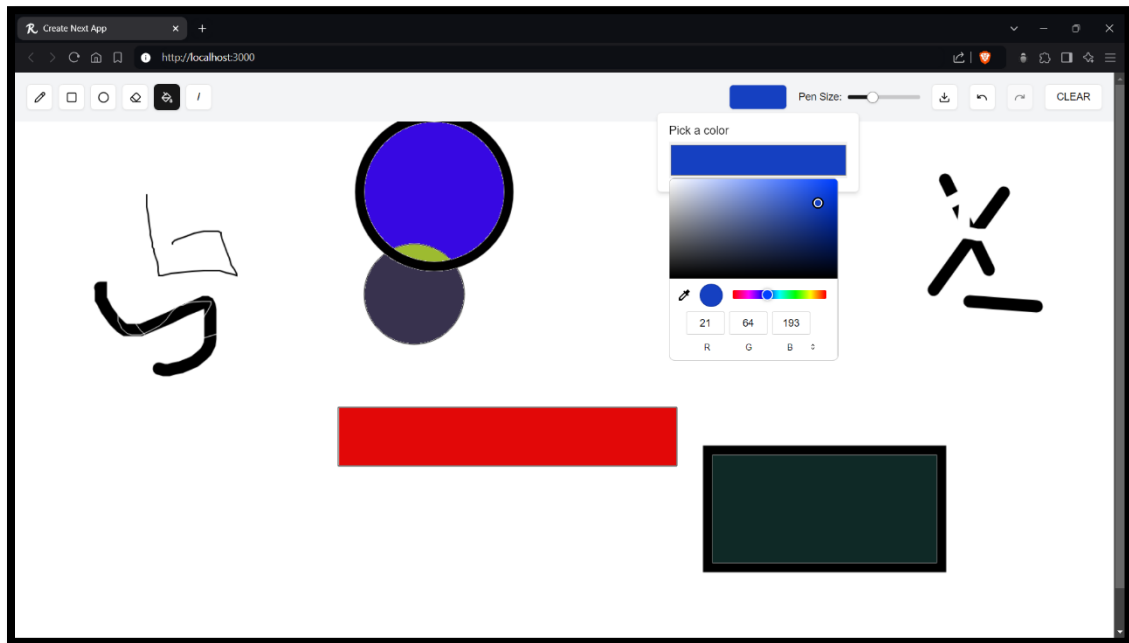 Create Next App
http://localhost:3000
Pen Size:
CLEAR
Pick a color
21 64 193
R G B